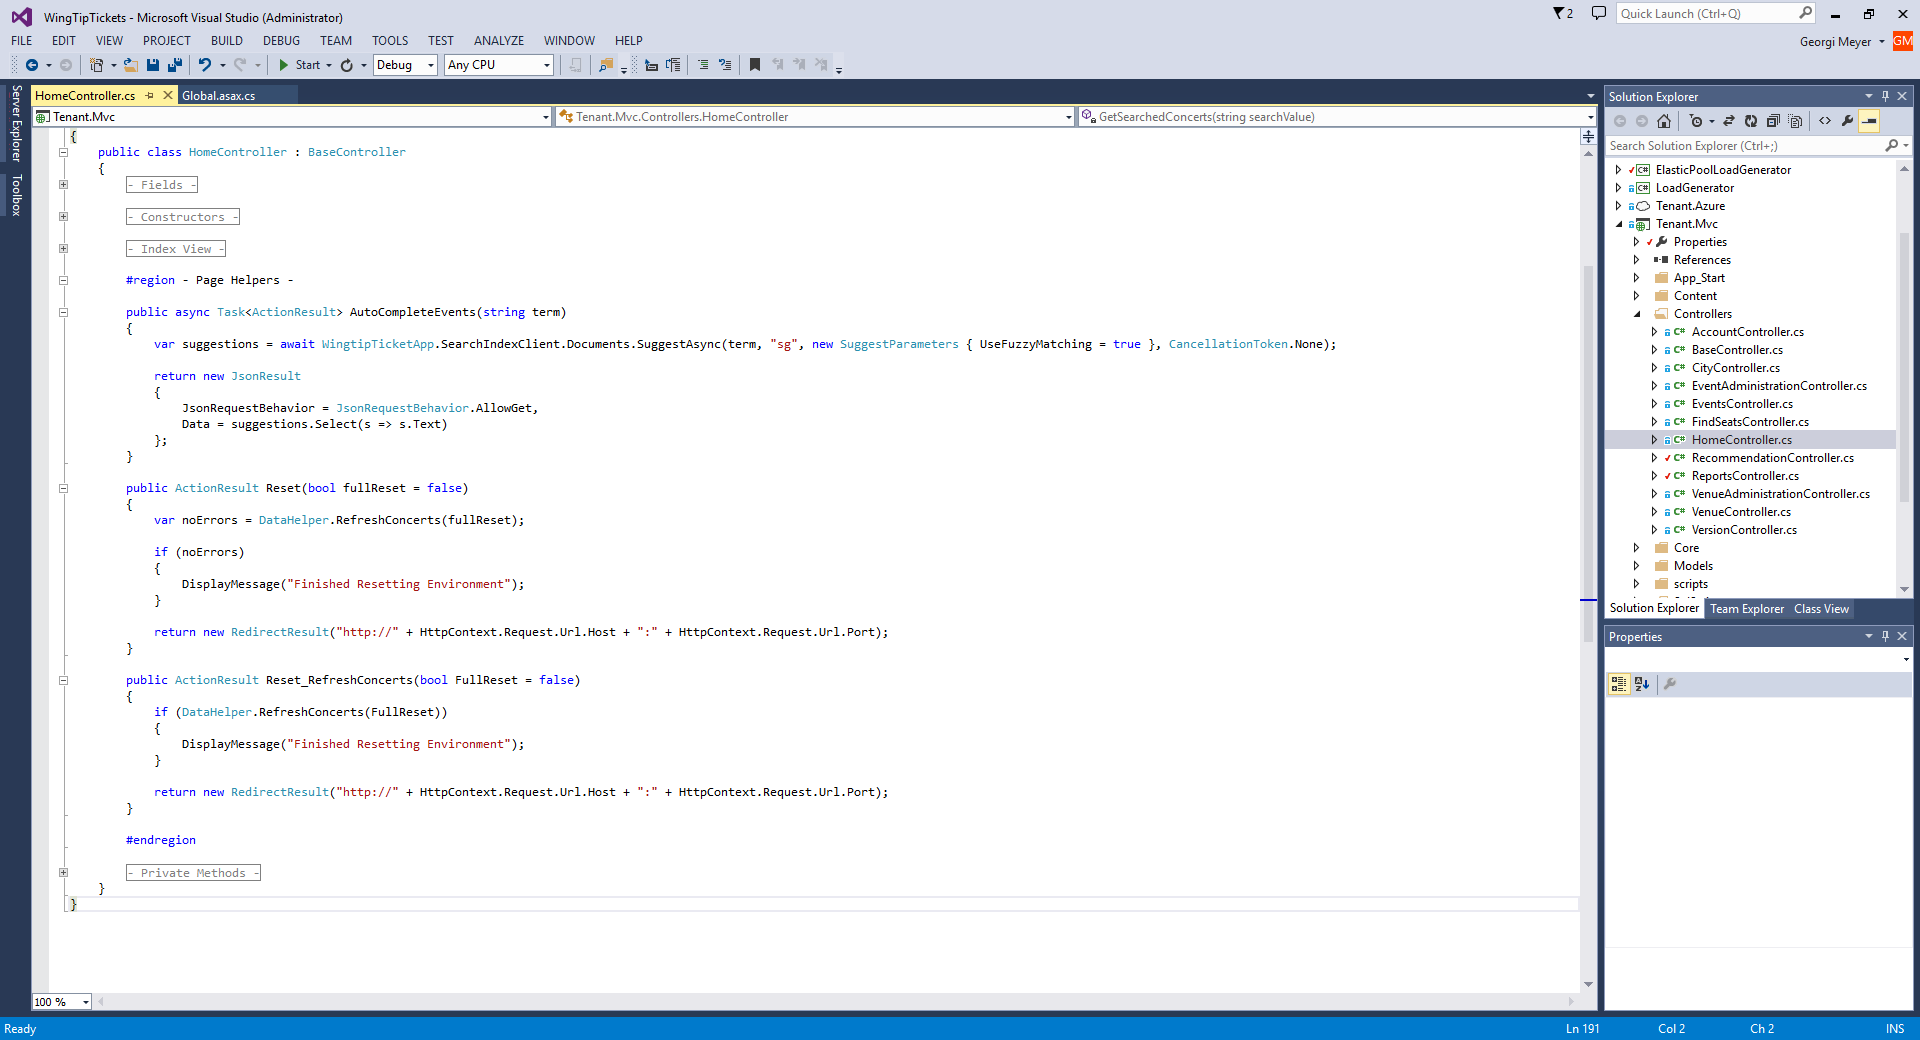 WingTipTickets - Microsoft Visual Studio (Administrator)
2
Quick Launch (Ctrl+Q)
FILE EDIT VIEW PROJECT BUILD DEBUG TEAM TOOLS TEST ANALYZE WINDOW HELP
Georgi Meyer GM
Start Debug Any CPU
Server Explorer
Toolbox
HomeController.cs Global.asax.cs
Tenant.Mvc Tenant.Mvc.Controllers.HomeController GetSearchedConcerts(string searchValue)
{
public class HomeController : BaseController
{
- Fields -
- Constructors -
- Index View -
#region - Page Helpers -
public async Task<ActionResult> AutoCompleteEvents(string term)
{
var suggestions = await WingtipTicketApp.SearchIndexClient.Documents.SuggestAsync(term, "sg", new SuggestParameters { UseFuzzyMatching = true }, CancellationToken.None);
return new JsonResult
{
JsonRequestBehavior = JsonRequestBehavior.AllowGet,
Data = suggestions.Select(s => s.Text)
};
}
public ActionResult Reset(bool fullReset = false)
{
var noErrors = DataHelper.RefreshConcerts(fullReset);
if (noErrors)
{
DisplayMessage("Finished Resetting Environment");
}
return new RedirectResult("http://" + HttpContext.Request.Url.Host + ":" + HttpContext.Request.Url.Port);
}
public ActionResult Reset_RefreshConcerts(bool FullReset = false)
{
if (DataHelper.RefreshConcerts(FullReset))
{
DisplayMessage("Finished Resetting Environment");
}
return new RedirectResult("http://" + HttpContext.Request.Url.Host + ":" + HttpContext.Request.Url.Port);
}
#endregion
- Private Methods -
}
}
100 %
Solution Explorer
Search Solution Explorer (Ctrl+;)
C# ElasticPoolLoadGenerator
C# LoadGenerator
Tenant.Azure
Tenant.Mvc
Properties
References
App_Start
Content
Controllers
C# AccountController.cs
C# BaseController.cs
C# CityController.cs
C# EventAdministrationController.cs
C# EventsController.cs
C# FindSeatsController.cs
C# HomeController.cs
C# RecommendationController.cs
C# ReportsController.cs
C# VenueAdministrationController.cs
C# VenueController.cs
C# VersionController.cs
Core
Models
scripts
Solution Explorer Team Explorer Class View
Properties
Ready Ln 191 Col 2 Ch 2 INS